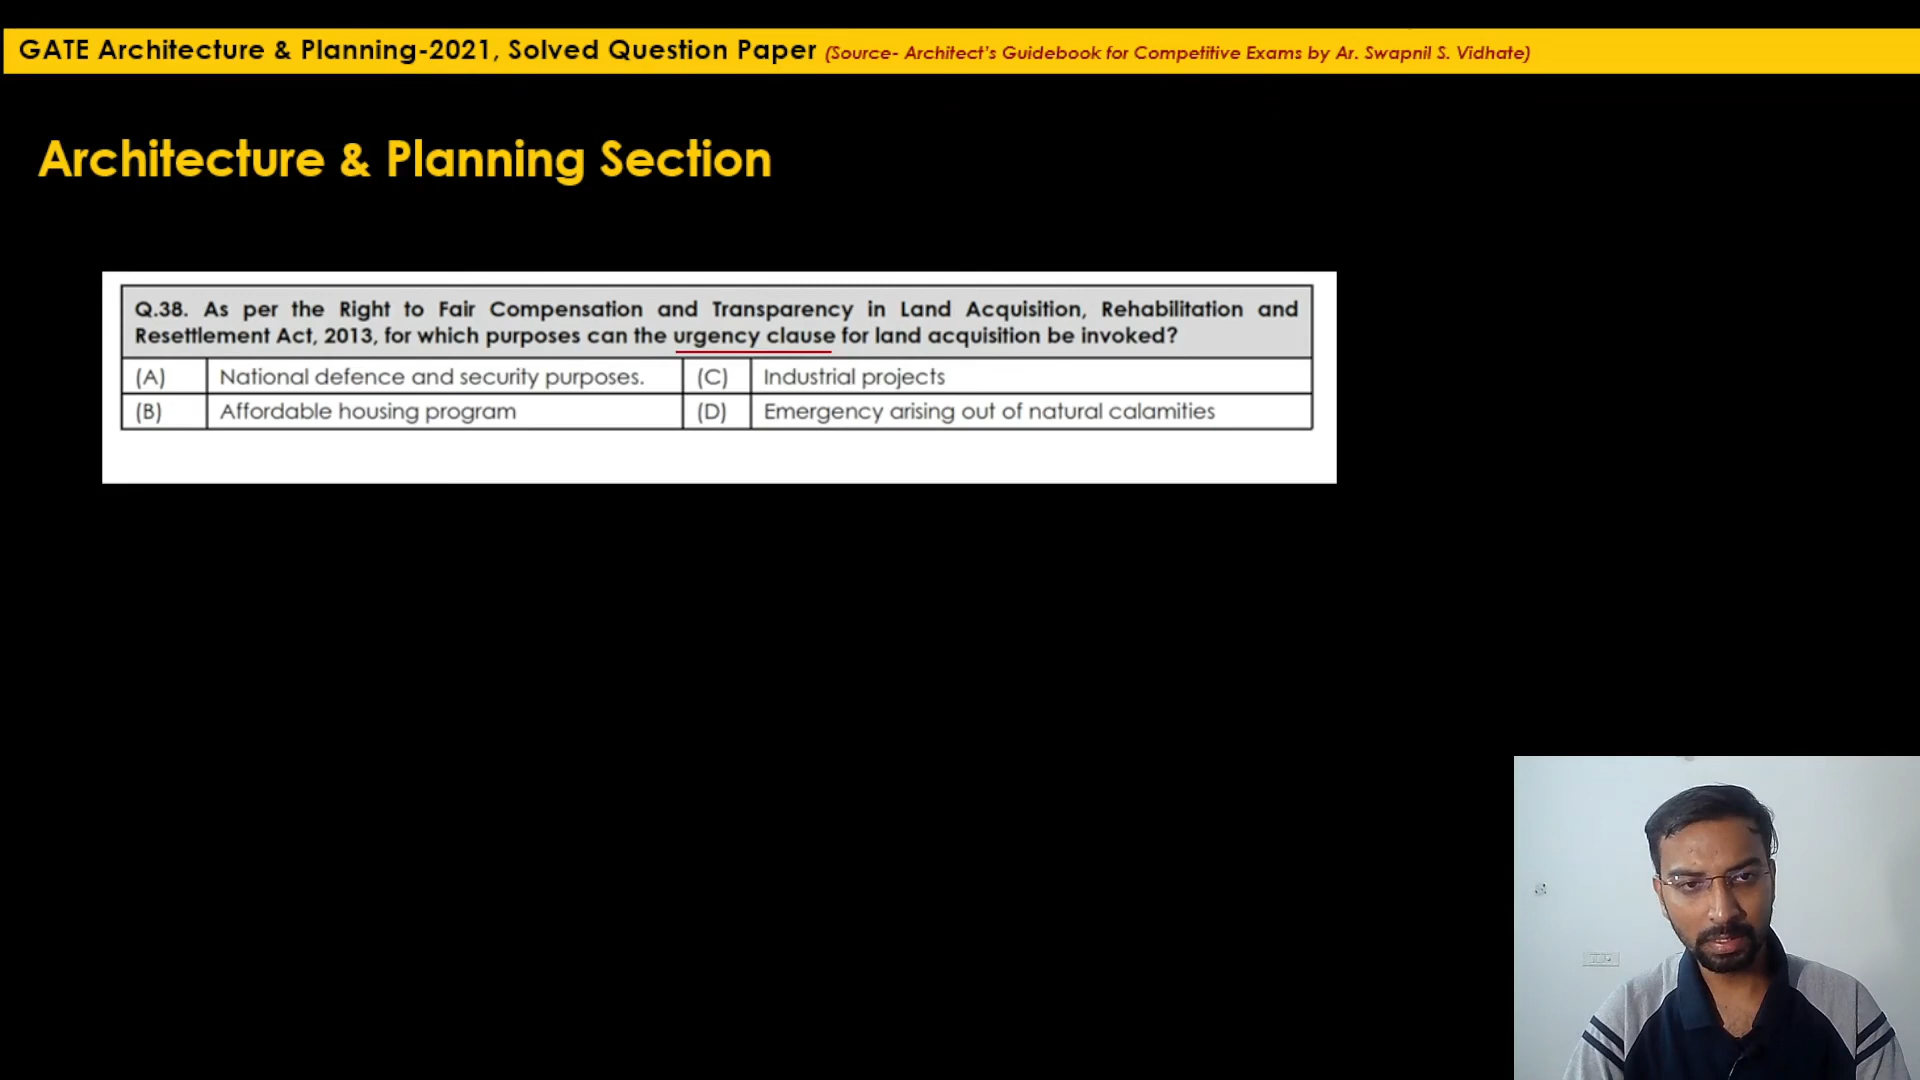 GATE Architecture & Planning-2021, Solved Question Paper (Source- Architect's Guidebook for Competitive Exams by Ar. Swapnil S. Vidhate)
Architecture & Planning Section
Q.38. As per the Right to Fair Compensation and Transparency in Land Acquisition, Rehabilitation and
Resettlement Act, 2013, for which purposes can the urgency clause for land acquisition be invoked?
(A) National defence and security purposes. (C) Industrial projects
(B) Affordable housing program (D) Emergency arising out of natural calamities